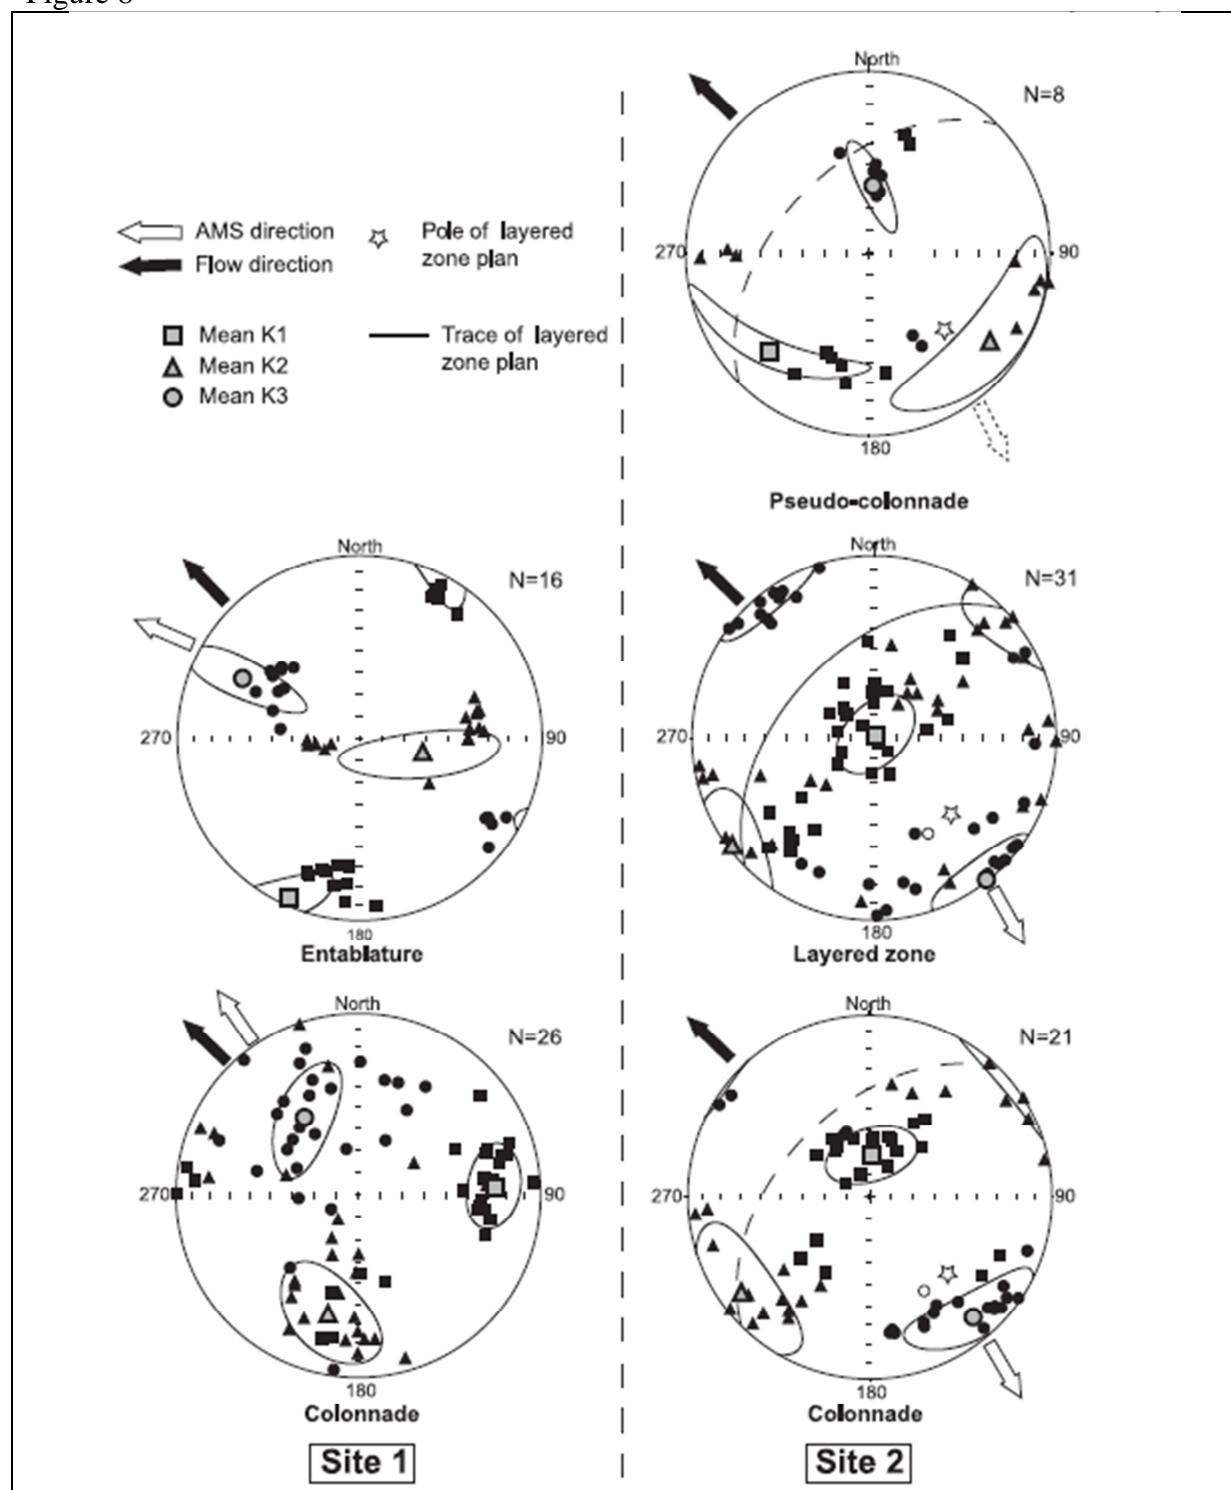 Figure 8
North
N=8
270
90
180
Pseudo-colonnade
AMS direction
Flow direction
Pole of layered
zone plan
Mean K1
Mean K2
Mean K3
Trace of layered
zone plan
North
N=16
270
90
180
Entablature
North
N=31
270
90
180
Layered zone
North
N=26
270
90
180
Colonnade
Site 1
North
N=21
270
90
180
Colonnade
Site 2